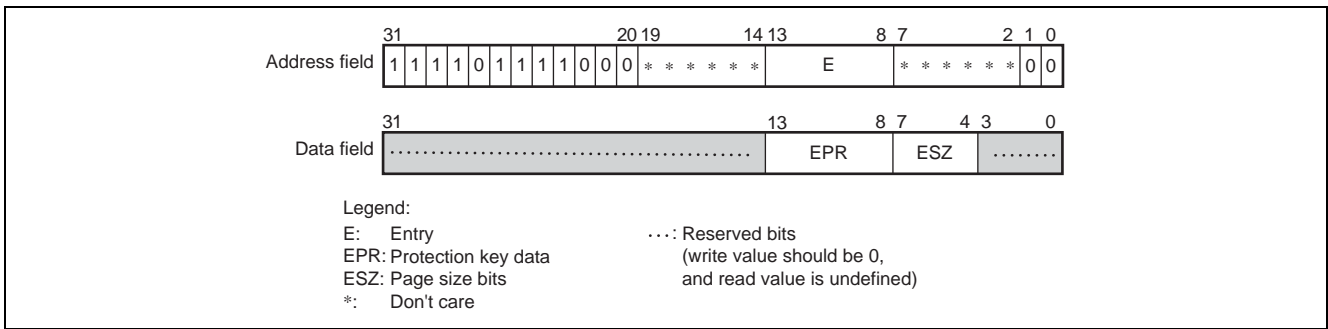 31 20 19 14 13 8 7 2 1 0
Address field 1 1 1 1 0 1 1 1 1 0 0 0 * * * * * * E * * * * * * 0 0
31 13 8 7 4 3 0
Data field ............................................ EPR ESZ ........
Legend:
E: Entry ...: Reserved bits
EPR: Protection key data (write value should be 0,
ESZ: Page size bits and read value is undefined)
*: Don't care